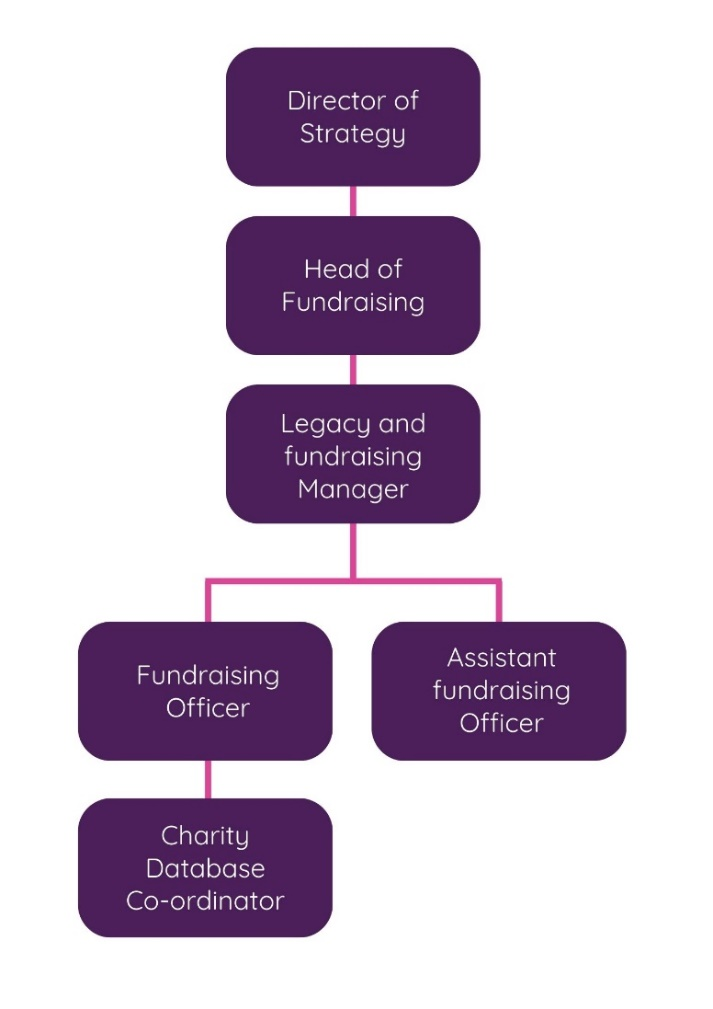 Director of
Strategy
Head of
Fundraising
Legacy and
fundraising
Manager
Fundraising
Officer
Assistant
fundraising
Officer
Charity
Database
Co-ordinator